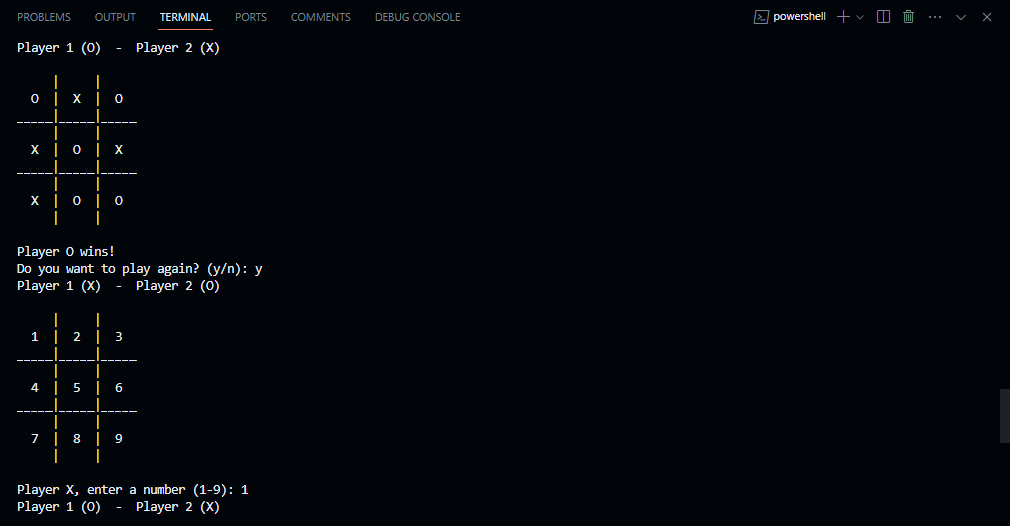 PROBLEMS OUTPUT TERMINAL PORTS COMMENTS DEBUG CONSOLE powershell
Player 1 (O)  -  Player 2 (X)
     |     |
  O  |  X  |  O
_____|_____|_____
     |     |
  X  |  O  |  X
_____|_____|_____
     |     |
  X  |  O  |  O
     |     |
Player O wins!
Do you want to play again? (y/n): y
Player 1 (X)  -  Player 2 (O)
     |     |
  1  |  2  |  3
_____|_____|_____
     |     |
  4  |  5  |  6
_____|_____|_____
     |     |
  7  |  8  |  9
     |     |
Player X, enter a number (1-9): 1
Player 1 (O)  -  Player 2 (X)